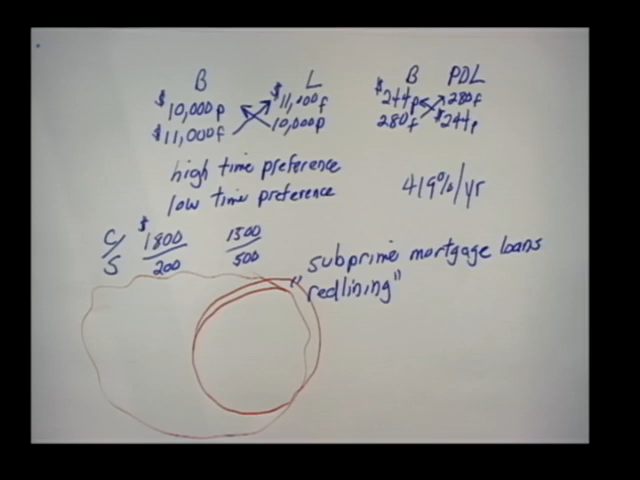 B L
$10,000p $11,000f
$11,000f 10,000p
B PDL
$244p 280f
280f $244p
high time preference
low time preference
419%/yr
C/S $1800/200 1500/500
"subprime mortgage loans
redlining"